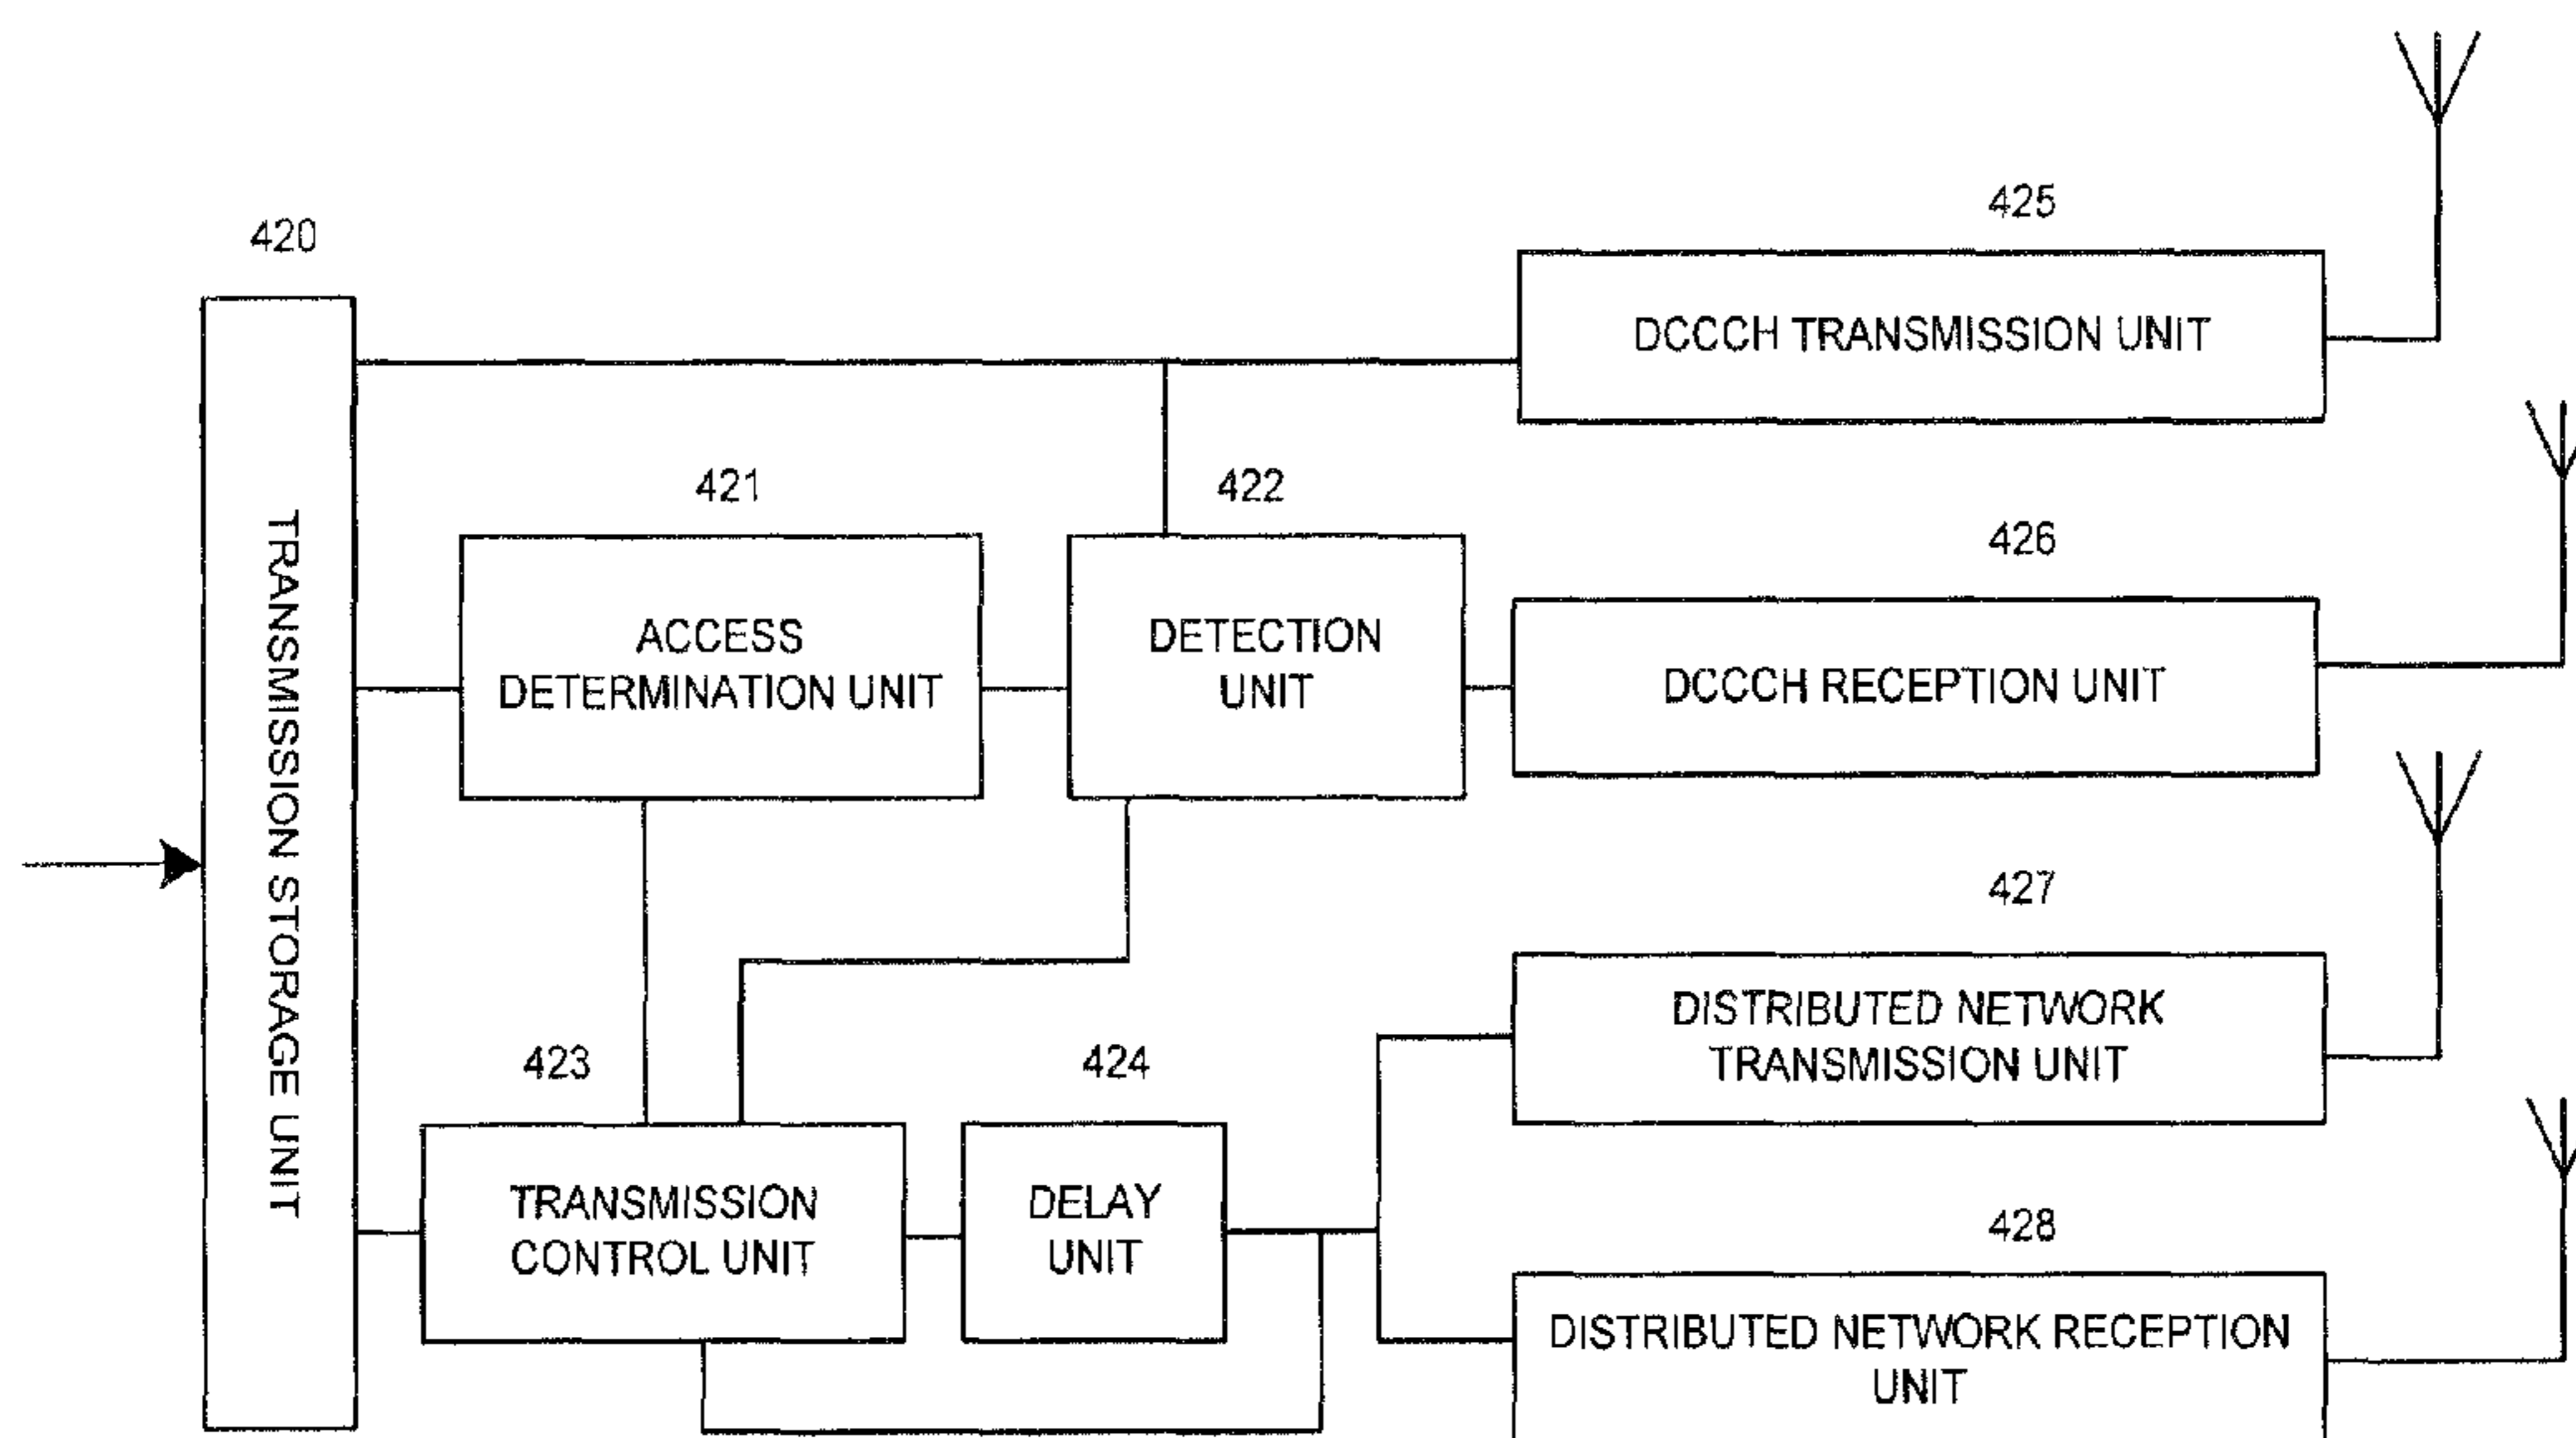 425
420
DCCCH TRANSMISSION UNIT
421
422
426
TRANSMISSION STORAGE UNIT
ACCESS
DETERMINATION UNIT
DETECTION
UNIT
DCCCH RECEPTION UNIT
427
DISTRIBUTED NETWORK
TRANSMISSION UNIT
423
424
TRANSMISSION
CONTROL UNIT
DELAY
UNIT
428
DISTRIBUTED NETWORK RECEPTION
UNIT